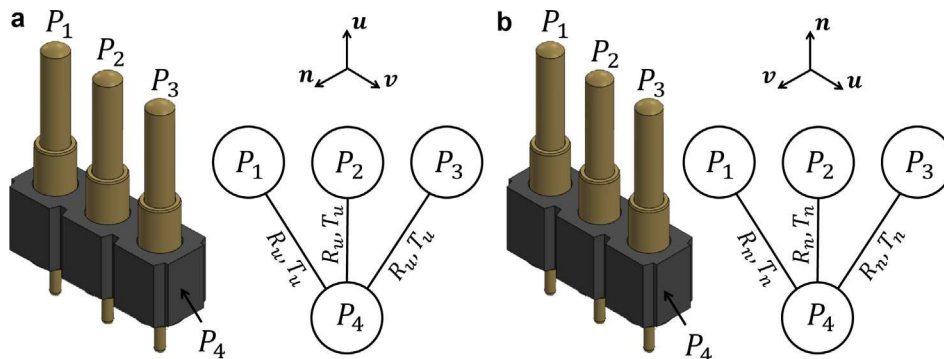 a
P₁
P₂
P₃
P₄
u
n
v
P₁
P₂
P₃
Rᵤ, Tᵤ
Rᵤ, Tᵤ
Rᵤ, Tᵤ
P₄
b
P₁
P₂
P₃
P₄
n
v
u
P₁
P₂
P₃
Rₙ, Tₙ
Rₙ, Tₙ
Rₙ, Tₙ
P₄